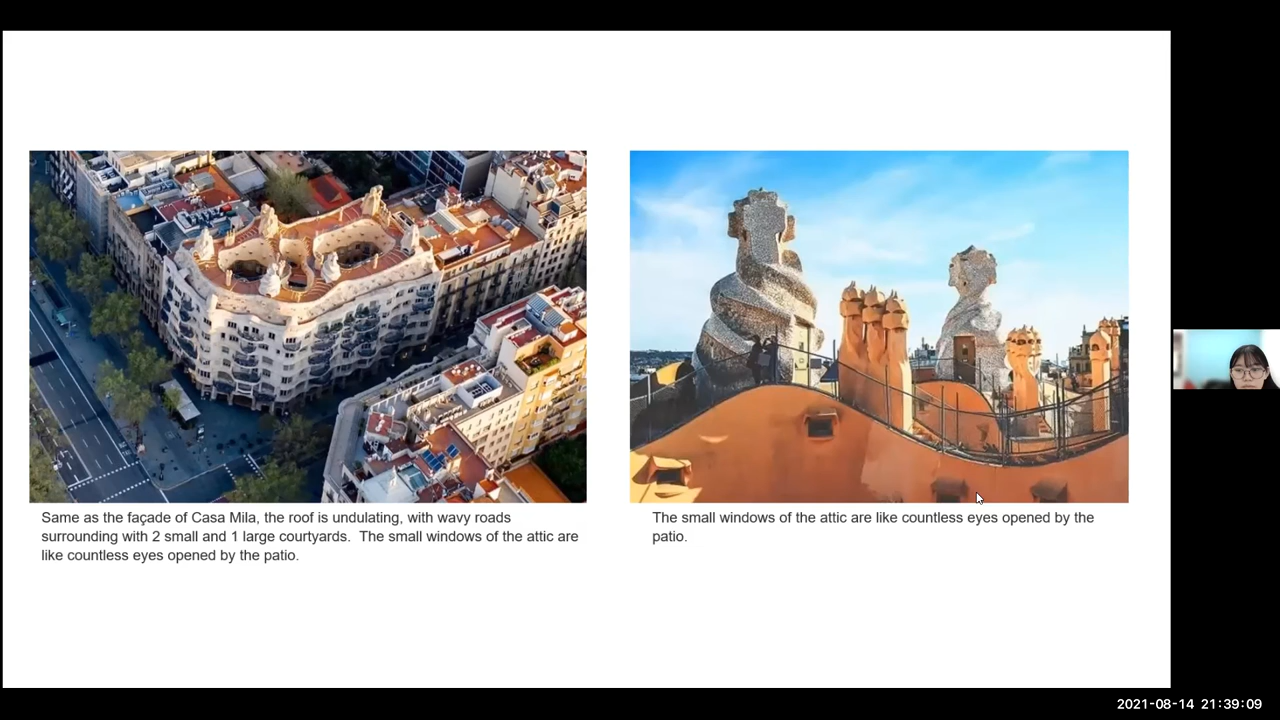 Same as the façade of Casa Mila, the roof is undulating, with wavy roads
surrounding with 2 small and 1 large courtyards.  The small windows of the attic are
like countless eyes opened by the patio.
The small windows of the attic are like countless eyes opened by the
patio.
2021-08-14 21:39:09